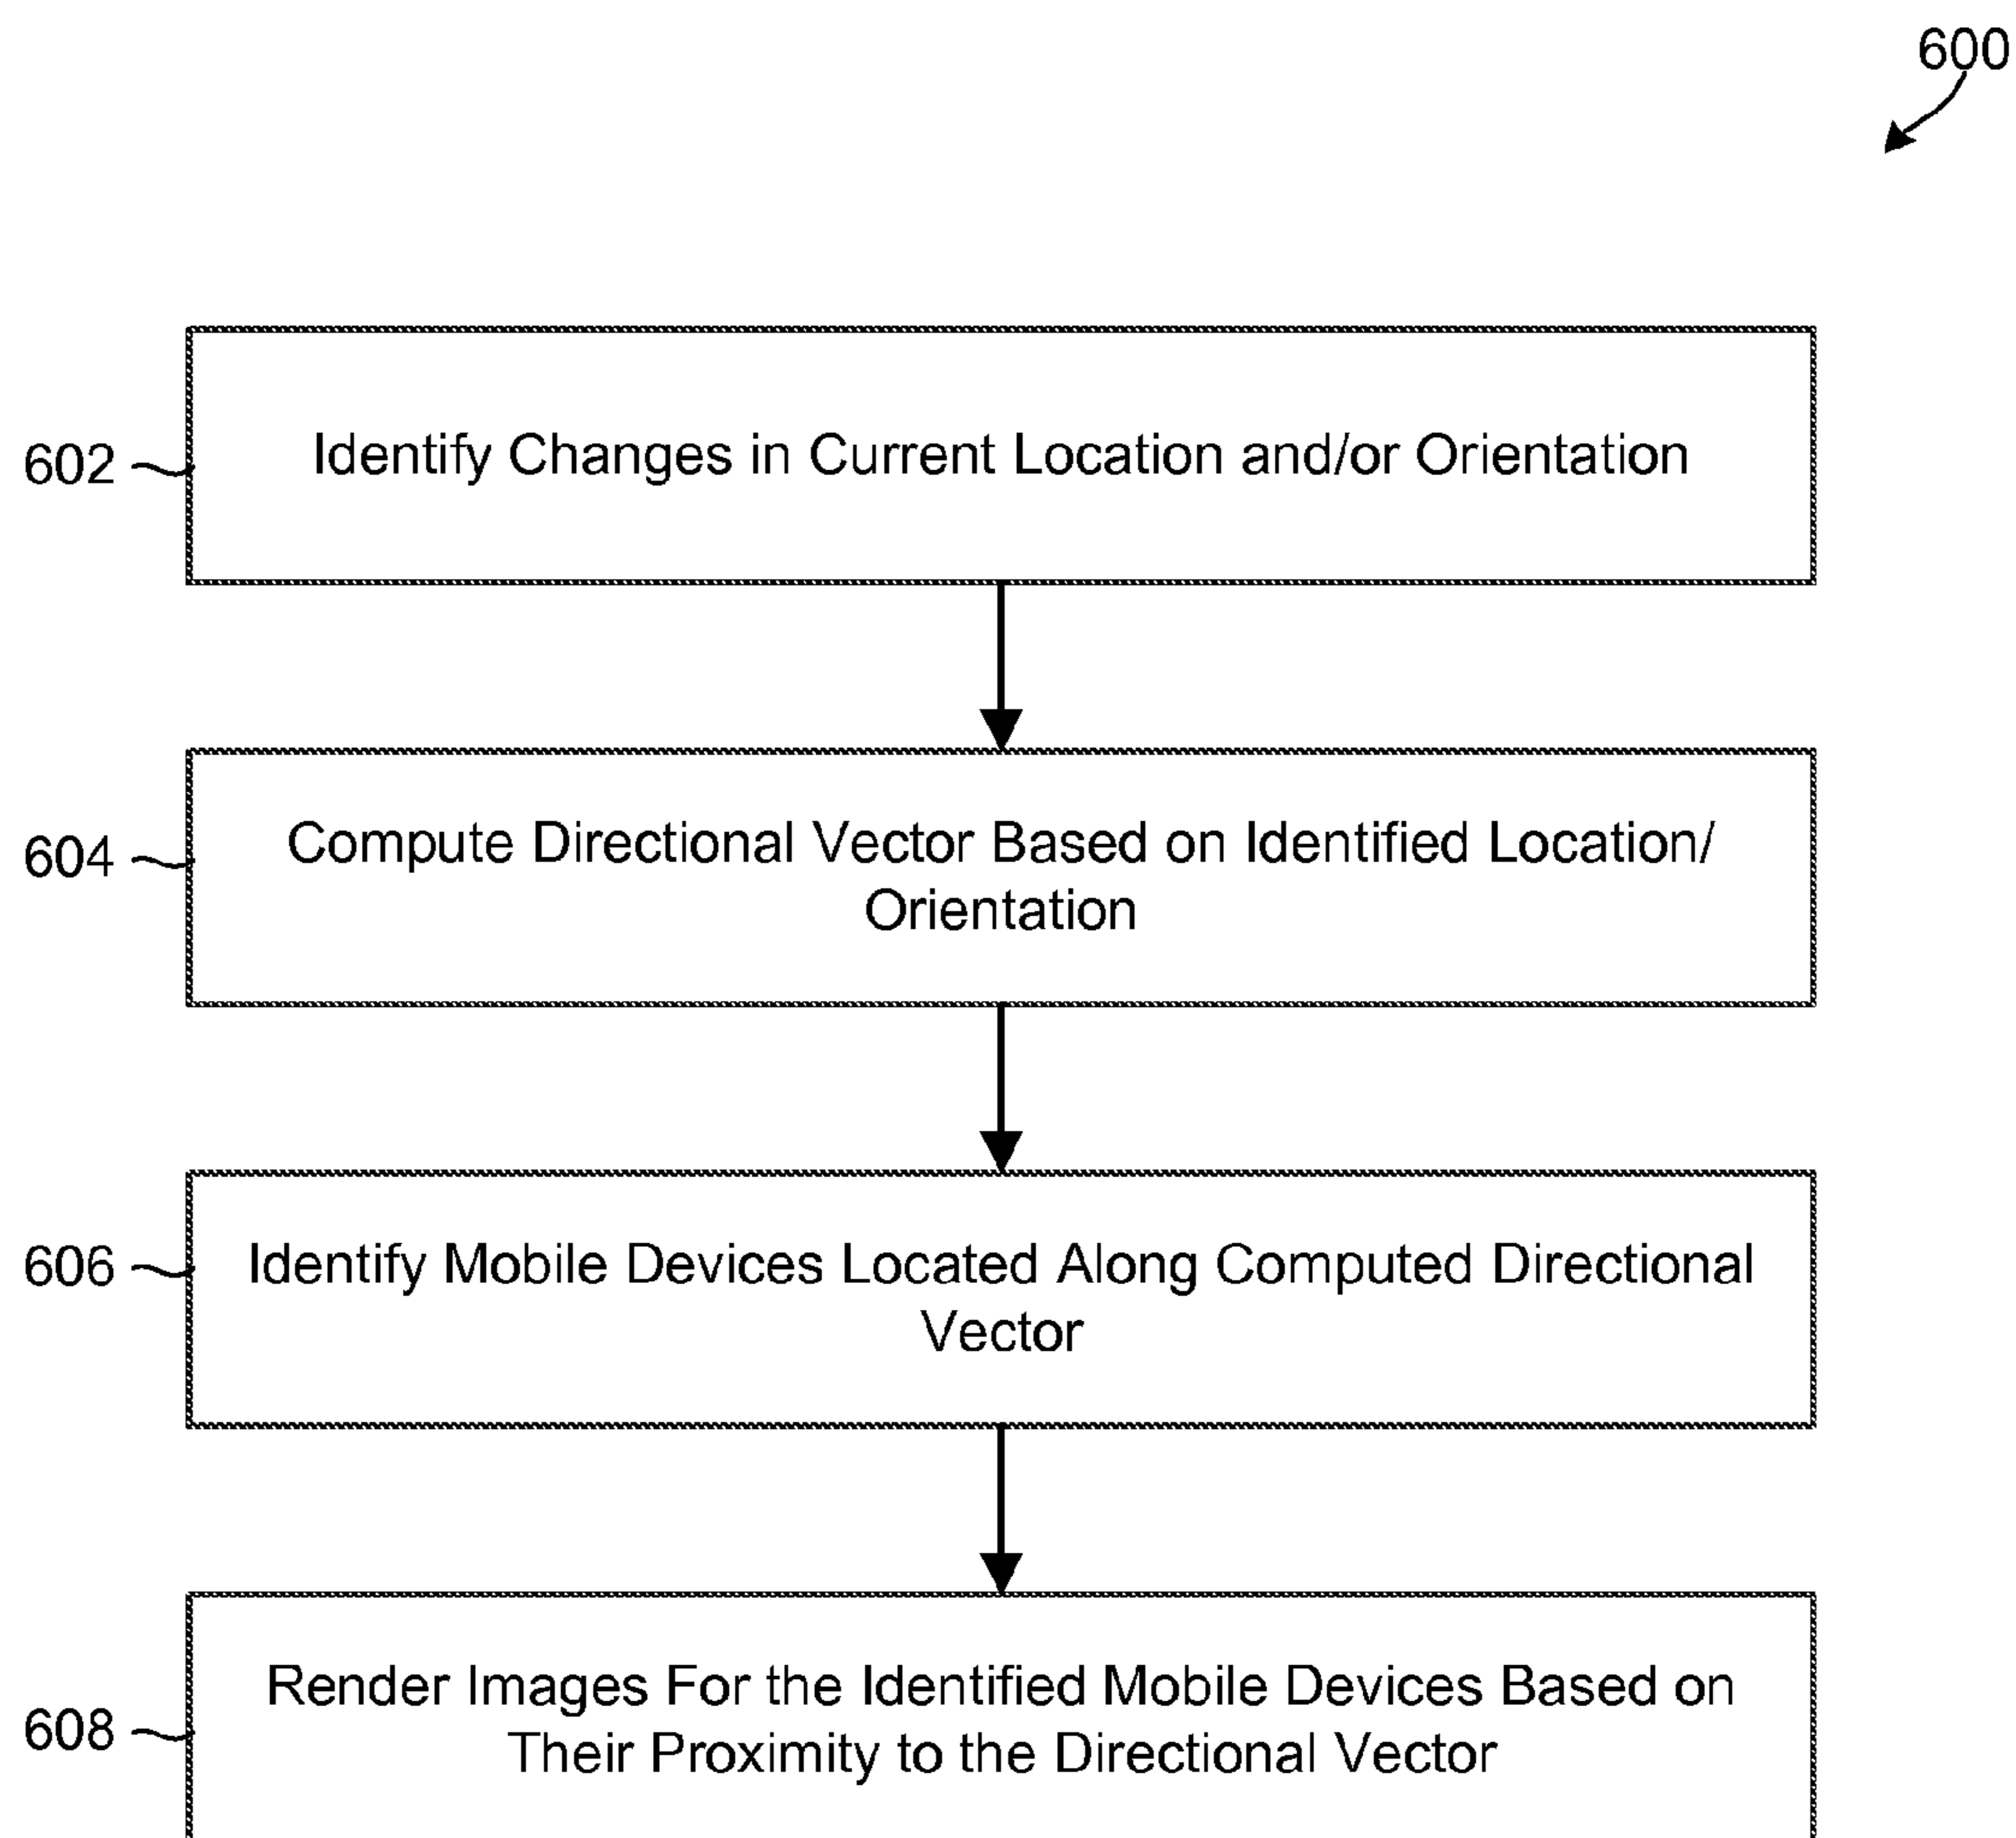 600
602
Identify Changes in Current Location and/or Orientation
604
Compute Directional Vector Based on Identified Location/
Orientation
606
Identify Mobile Devices Located Along Computed Directional
Vector
608
Render Images For the Identified Mobile Devices Based on
Their Proximity to the Directional Vector